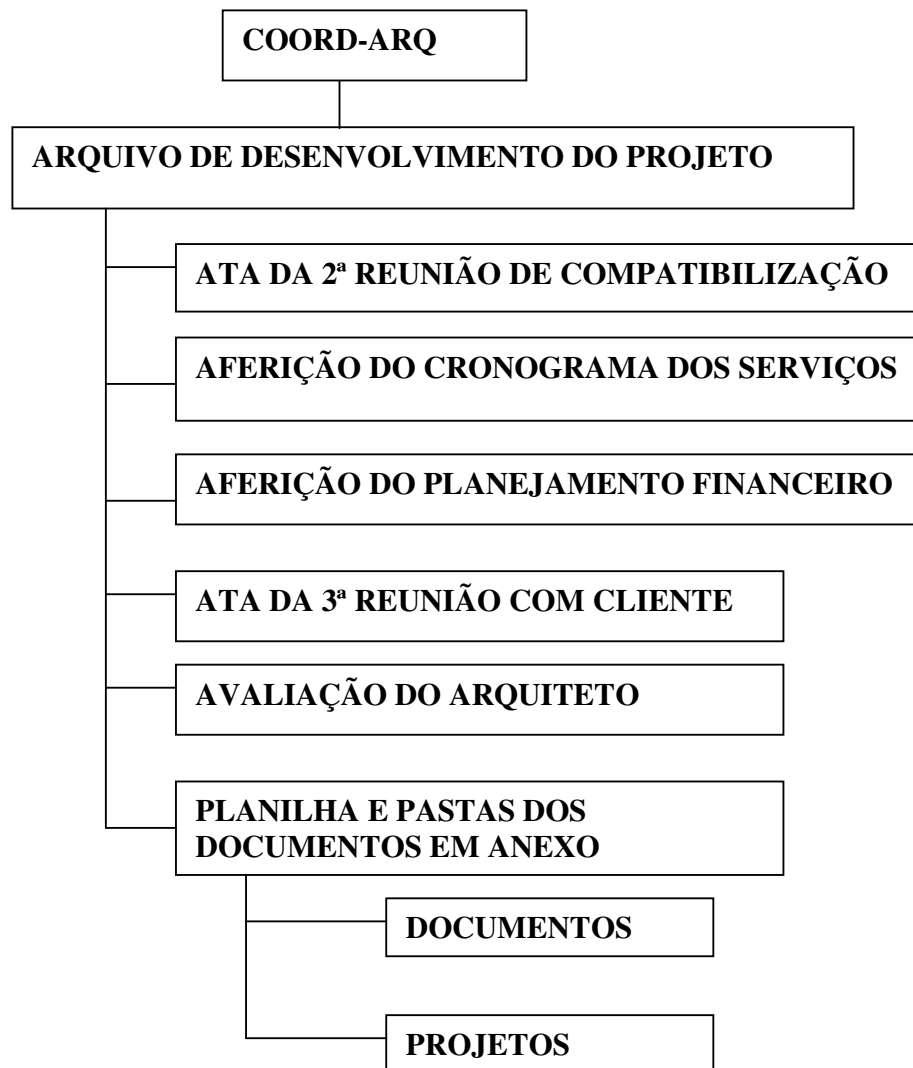 COORD-ARQ
ARQUIVO DE DESENVOLVIMENTO DO PROJETO
ATA DA 2ª REUNIÃO DE COMPATIBILIZAÇÃO
AFERIÇÃO DO CRONOGRAMA DOS SERVIÇOS
AFERIÇÃO DO PLANEJAMENTO FINANCEIRO
ATA DA 3ª REUNIÃO COM CLIENTE
AVALIAÇÃO DO ARQUITETO
PLANILHA E PASTAS DOS
DOCUMENTOS EM ANEXO
DOCUMENTOS
PROJETOS